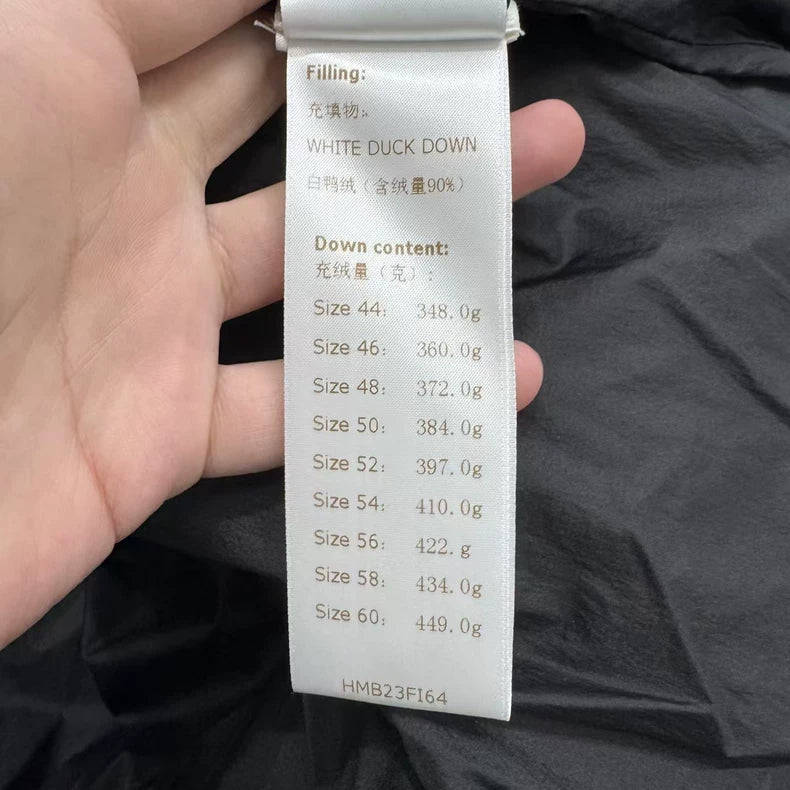 Filling:
充填物:
WHITE DUCK DOWN
白鸭绒（含绒量90%）
Down content:
充绒量（克）:
Size 44: 348.0g
Size 46: 360.0g
Size 48: 372.0g
Size 50: 384.0g
Size 52: 397.0g
Size 54: 410.0g
Size 56: 422.g
Size 58: 434.0g
Size 60: 449.0g
HMB23FI64